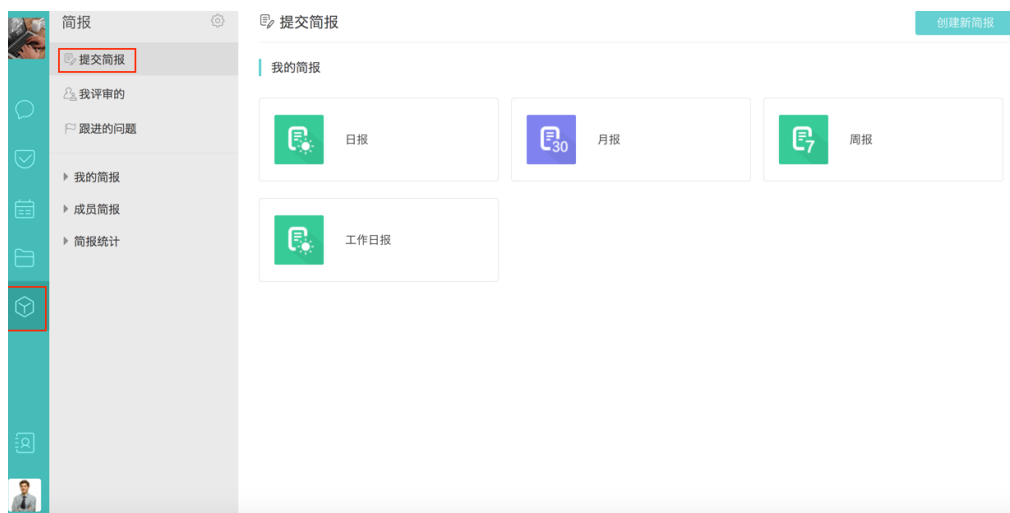 简报
提交简报
我评审的
跟进的问题
我的简报
成员简报
简报统计
提交简报
创建新简报
我的简报
日报
30
月报
7
周报
工作日报